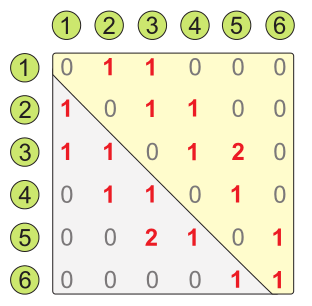 1 2 3 4 5 6
1 0 1 1 0 0 0
2 1 0 1 1 0 0
3 1 1 0 1 2 0
4 0 1 1 0 1 0
5 0 0 2 1 0 1
6 0 0 0 0 1 1